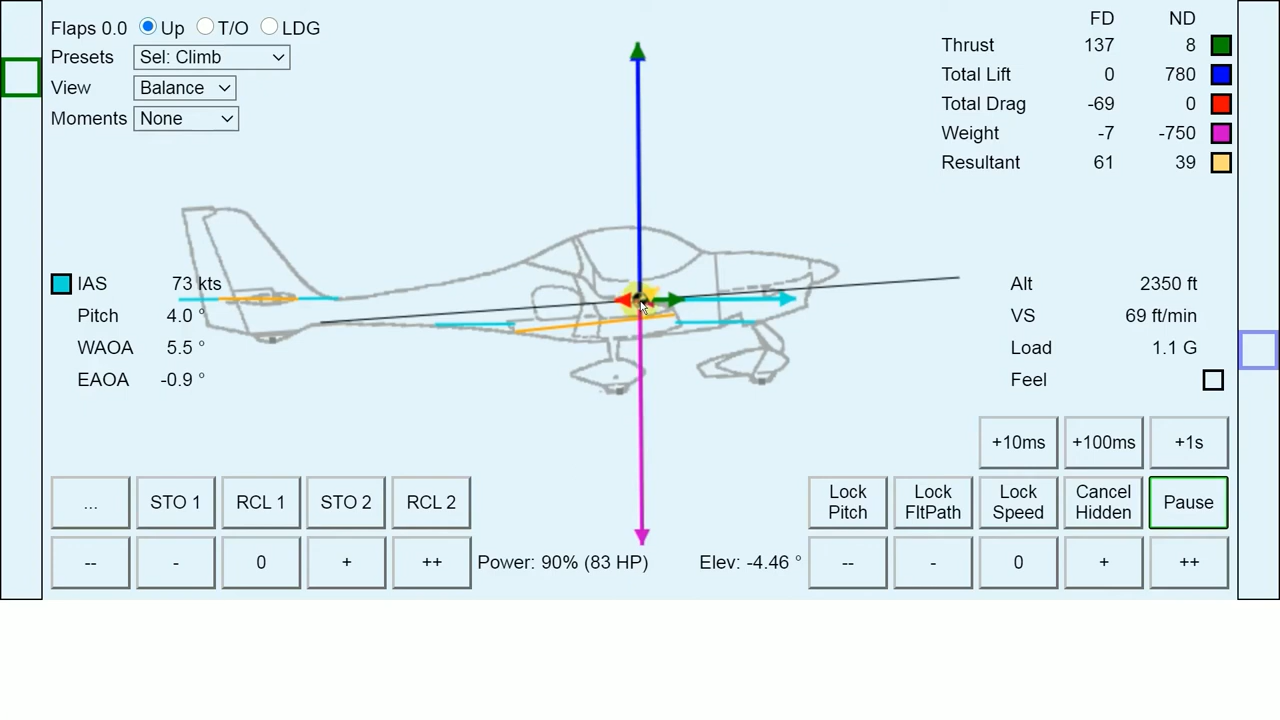 Flaps 0.0 Up T/O LDG
Presets Sel: Climb
View Balance
Moments None
FD ND
Thrust 137 8
Total Lift 0 780
Total Drag -69 0
Weight -7 -750
Resultant 61 39
IAS 73 kts
Pitch 4.0 °
WAOA 5.5 °
EAOA -0.9 °
Alt 2350 ft
VS 69 ft/min
Load 1.1 G
Feel
+10ms +100ms +1s
... STO 1 RCL 1 STO 2 RCL 2
Lock Pitch Lock FltPath Lock Speed Cancel Hidden Pause
-- - 0 + ++ Power: 90% (83 HP) Elev: -4.46 ° -- - 0 + ++